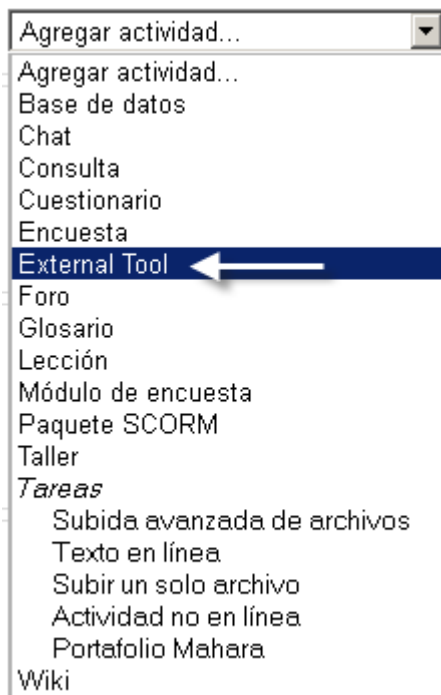 Agregar actividad...
Agregar actividad...
Base de datos
Chat
Consulta
Cuestionario
Encuesta
External Tool
Foro
Glosario
Lección
Módulo de encuesta
Paquete SCORM
Taller
Tareas
Subida avanzada de archivos
Texto en línea
Subir un solo archivo
Actividad no en línea
Portafolio Mahara
Wiki